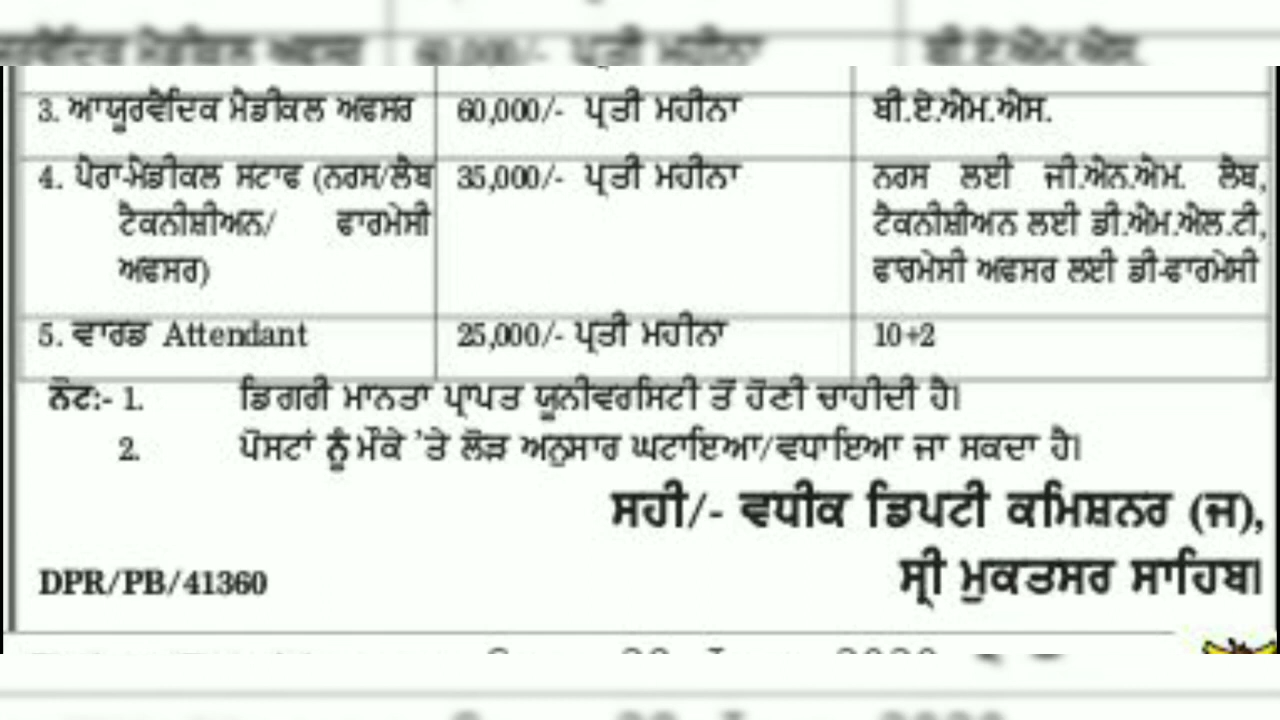 3. ਆਯੂਰਵੈਦਿਕ ਮੈਡੀਕਲ ਅਫਸਰ 60,000/- ਪ੍ਰਤੀ ਮਹੀਨਾ ਬੀ.ਏ.ਐਮ.ਐਸ.
4. ਪੈਰਾ-ਮੈਡੀਕਲ ਸਟਾਫ (ਨਰਸ/ਲੈਬ 35,000/- ਪ੍ਰਤੀ ਮਹੀਨਾ ਨਰਸ ਲਈ ਜੀ.ਐਨ.ਐਮ. ਲੈਬ,
ਟੈਕਨੀਸ਼ੀਅਨ/ ਫਾਰਮੇਸੀ ਟੈਕਨੀਸ਼ੀਅਨ ਲਈ ਡੀ.ਐਮ.ਐਲ.ਟੀ,
ਅਫਸਰ) ਫਾਰਮੇਸੀ ਅਫਸਰ ਲਈ ਡੀ-ਫਾਰਮੇਸੀ
5. ਵਾਰਡ Attendant 25,000/- ਪ੍ਰਤੀ ਮਹੀਨਾ 10+2
ਨੋਟ:- 1. ਡਿਗਰੀ ਮਾਨਤਾ ਪ੍ਰਾਪਤ ਯੂਨੀਵਰਸਿਟੀ ਤੋਂ ਹੋਣੀ ਚਾਹੀਦੀ ਹੈ।
2. ਪੋਸਟਾਂ ਨੂੰ ਮੌਕੇ 'ਤੇ ਲੋੜ ਅਨੁਸਾਰ ਘਟਾਇਆ/ਵਧਾਇਆ ਜਾ ਸਕਦਾ ਹੈ।
ਸਹੀ/- ਵਧੀਕ ਡਿਪਟੀ ਕਮਿਸ਼ਨਰ (ਜ),
DPR/PB/41360 ਸ੍ਰੀ ਮੁਕਤਸਰ ਸਾਹਿਬ।